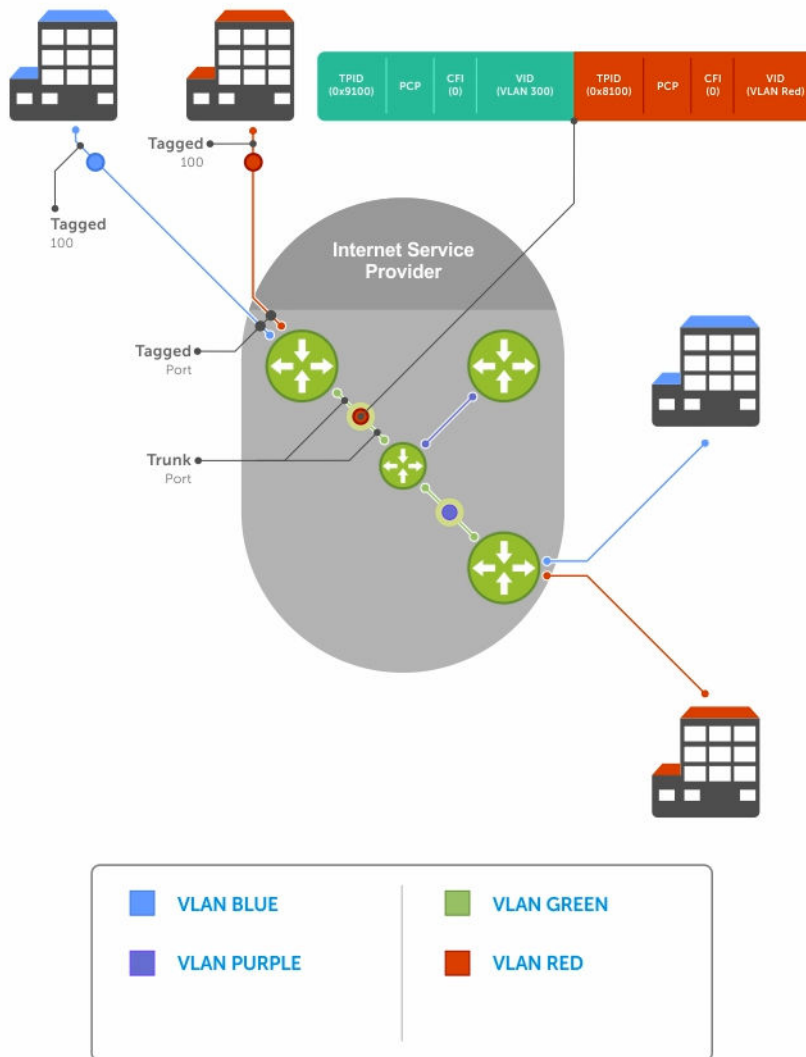 TPID
(0x9100)
PCP
CFI
(0)
VID
(VLAN 300)
TPID
(0x8100)
PCP
CFI
(0)
VID
(VLAN Red)
Tagged
100
Tagged
100
Internet Service
Provider
Tagged
Port
Trunk
Port
VLAN BLUE
VLAN GREEN
VLAN PURPLE
VLAN RED